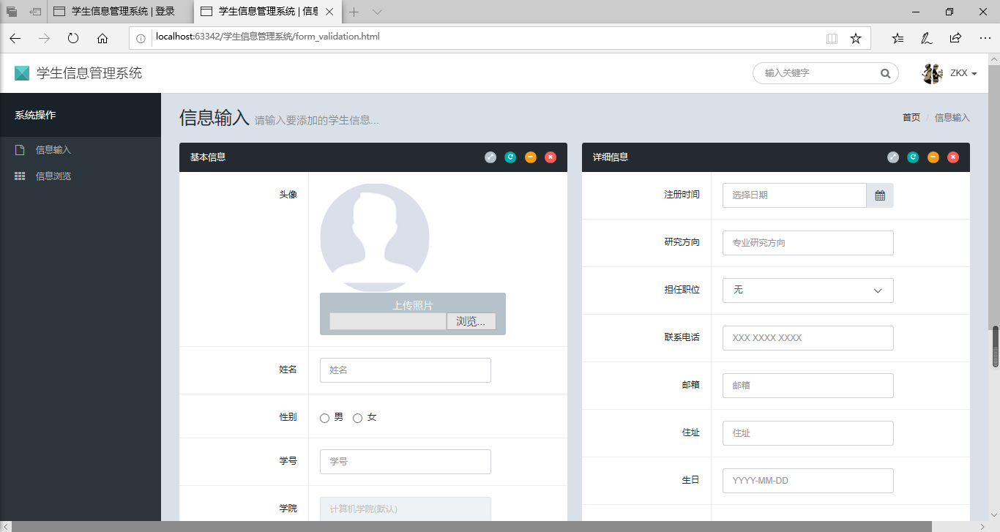 学生信息管理系统 | 登录
学生信息管理系统 | 信息
localhost:63342/学生信息管理系统/form_validation.html
学生信息管理系统
输入关键字
ZKX
系统操作
信息输入
信息浏览
信息输入 请输入要添加的学生信息...
首页 / 信息输入
基本信息
头像
上传照片
浏览...
姓名
姓名
性别
男 女
学号
学号
学院
计算机学院(默认)
详细信息
注册时间
选择日期
研究方向
专业研究方向
担任职位
无
联系电话
XXX XXXX XXXX
邮箱
邮箱
住址
住址
生日
YYYY-MM-DD